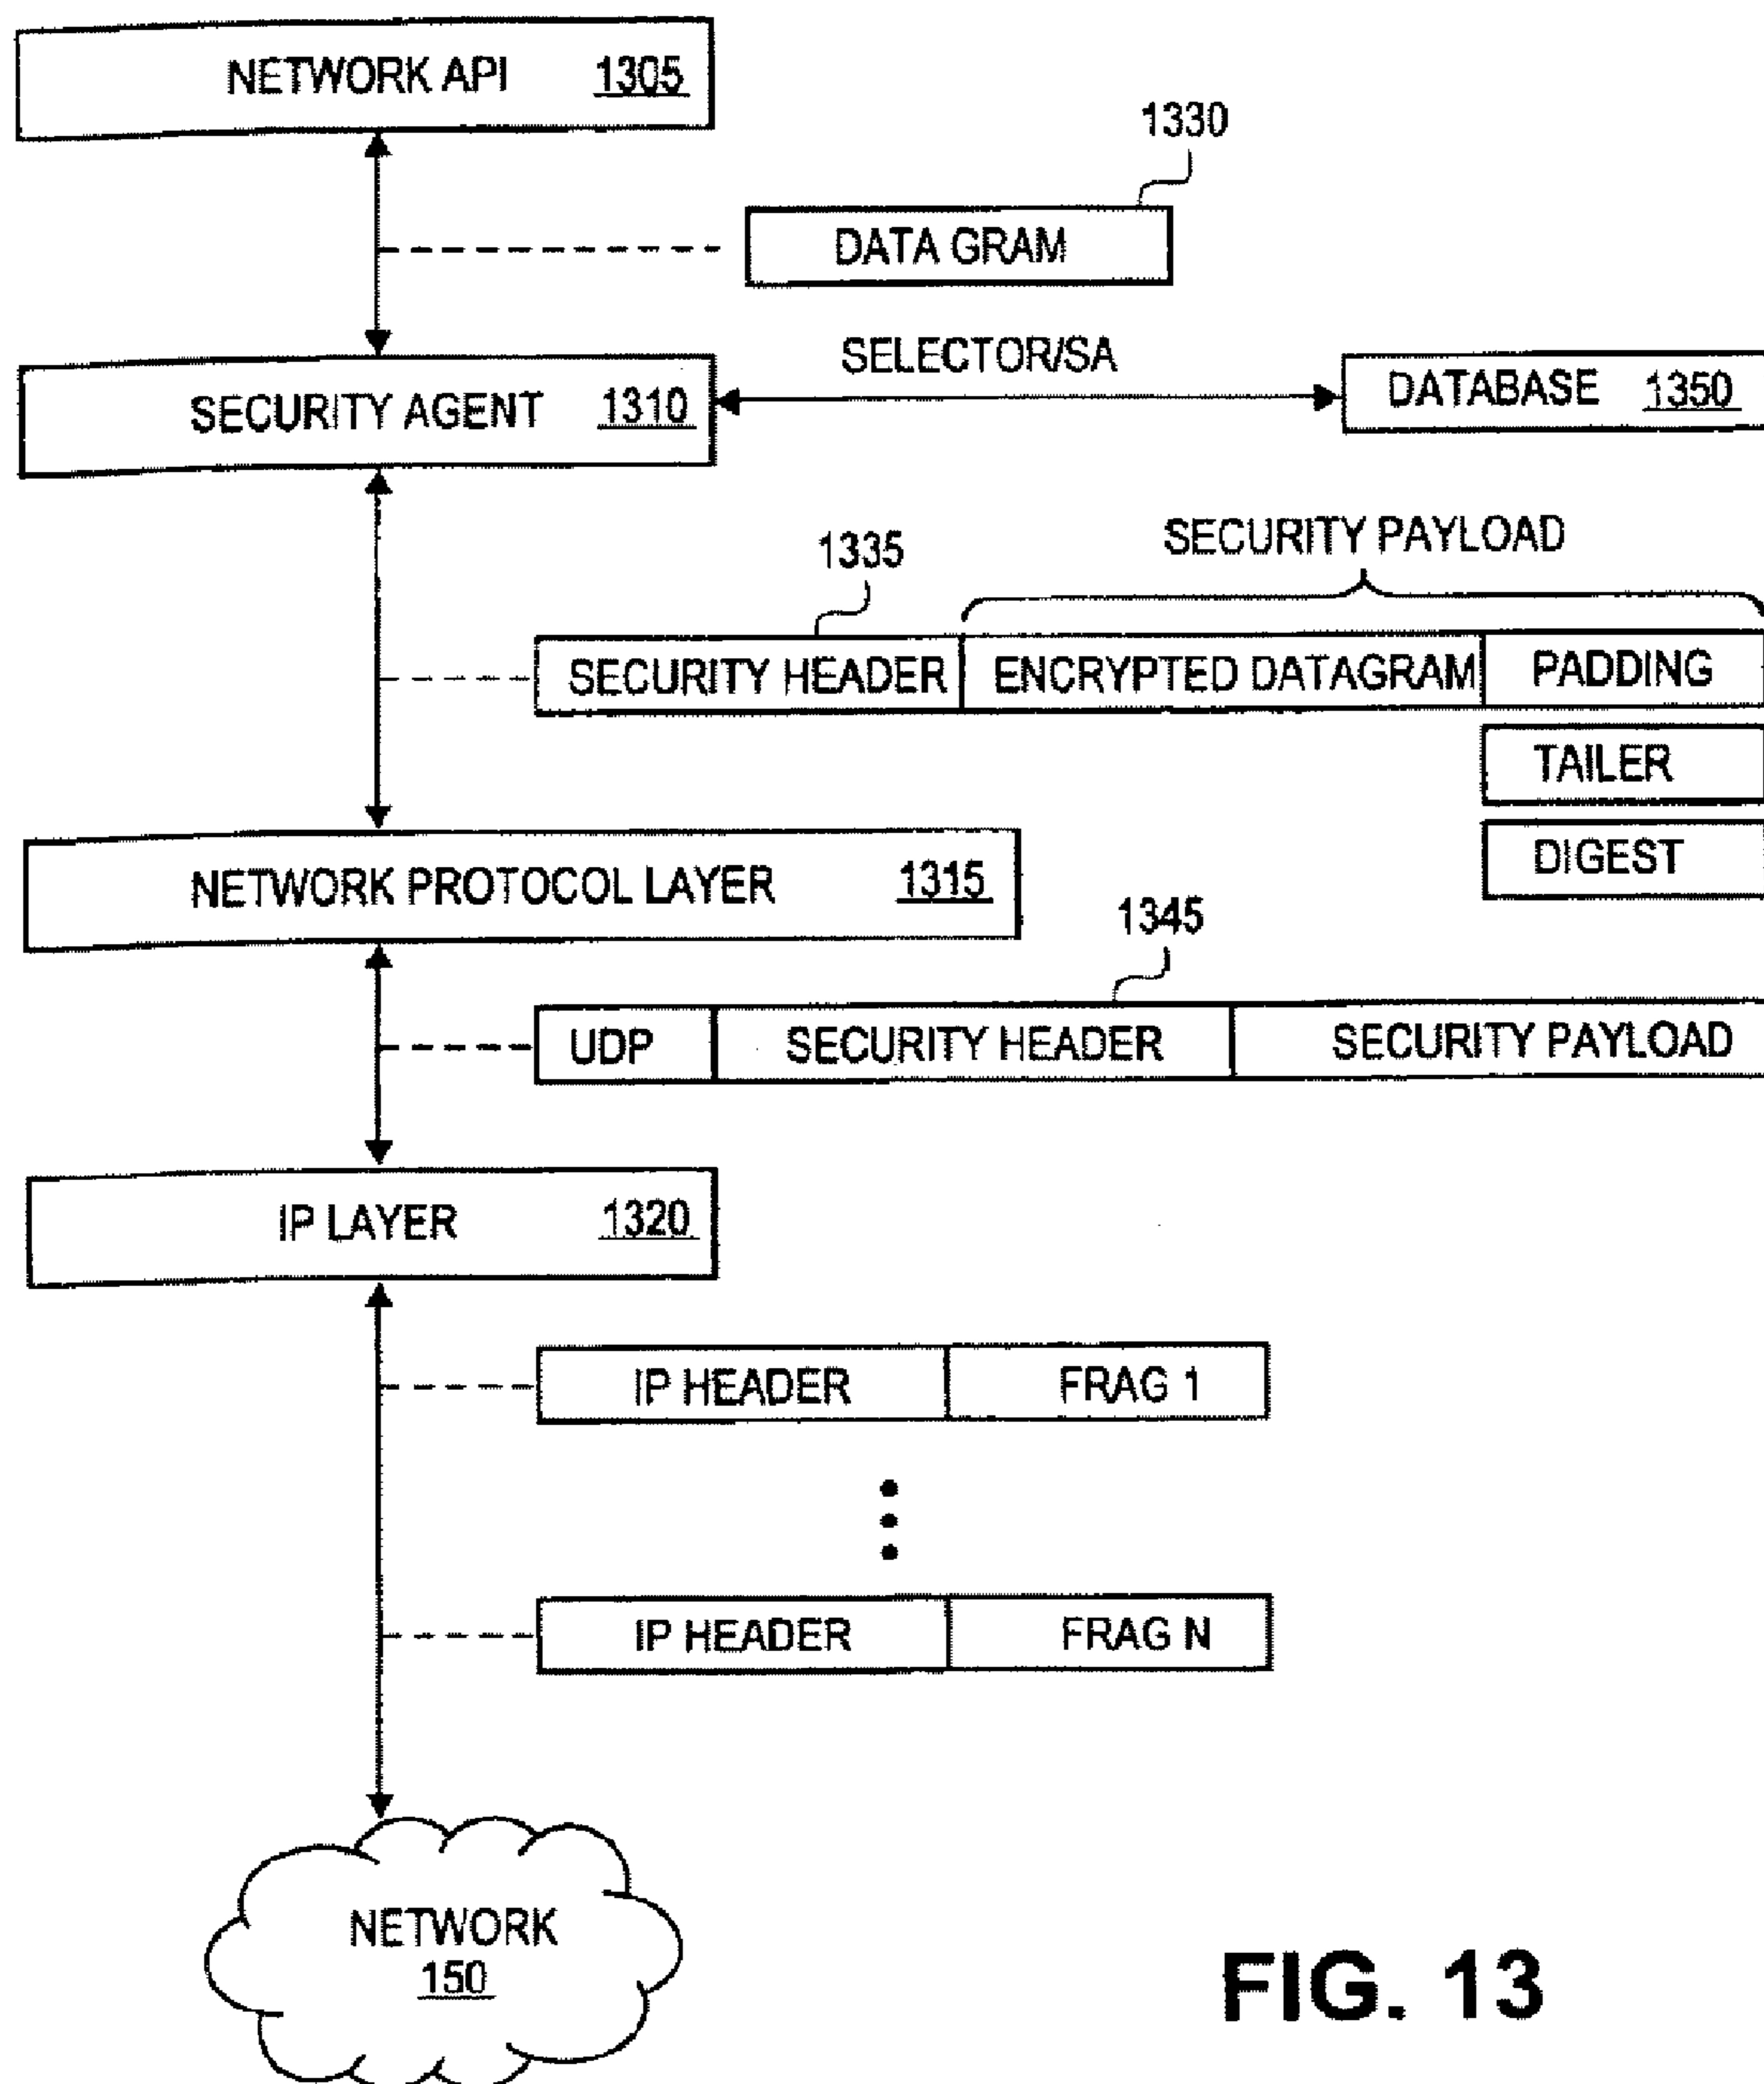 NETWORK API 1305
1330
DATA GRAM
SELECTOR/SA
SECURITY AGENT 1310
DATABASE 1350
SECURITY PAYLOAD
1335
SECURITY HEADER ENCRYPTED DATAGRAM PADDING
TAILER
DIGEST
NETWORK PROTOCOL LAYER 1315
1345
UDP SECURITY HEADER SECURITY PAYLOAD
IP LAYER 1320
IP HEADER FRAG 1
IP HEADER FRAG N
NETWORK
150
FIG. 13